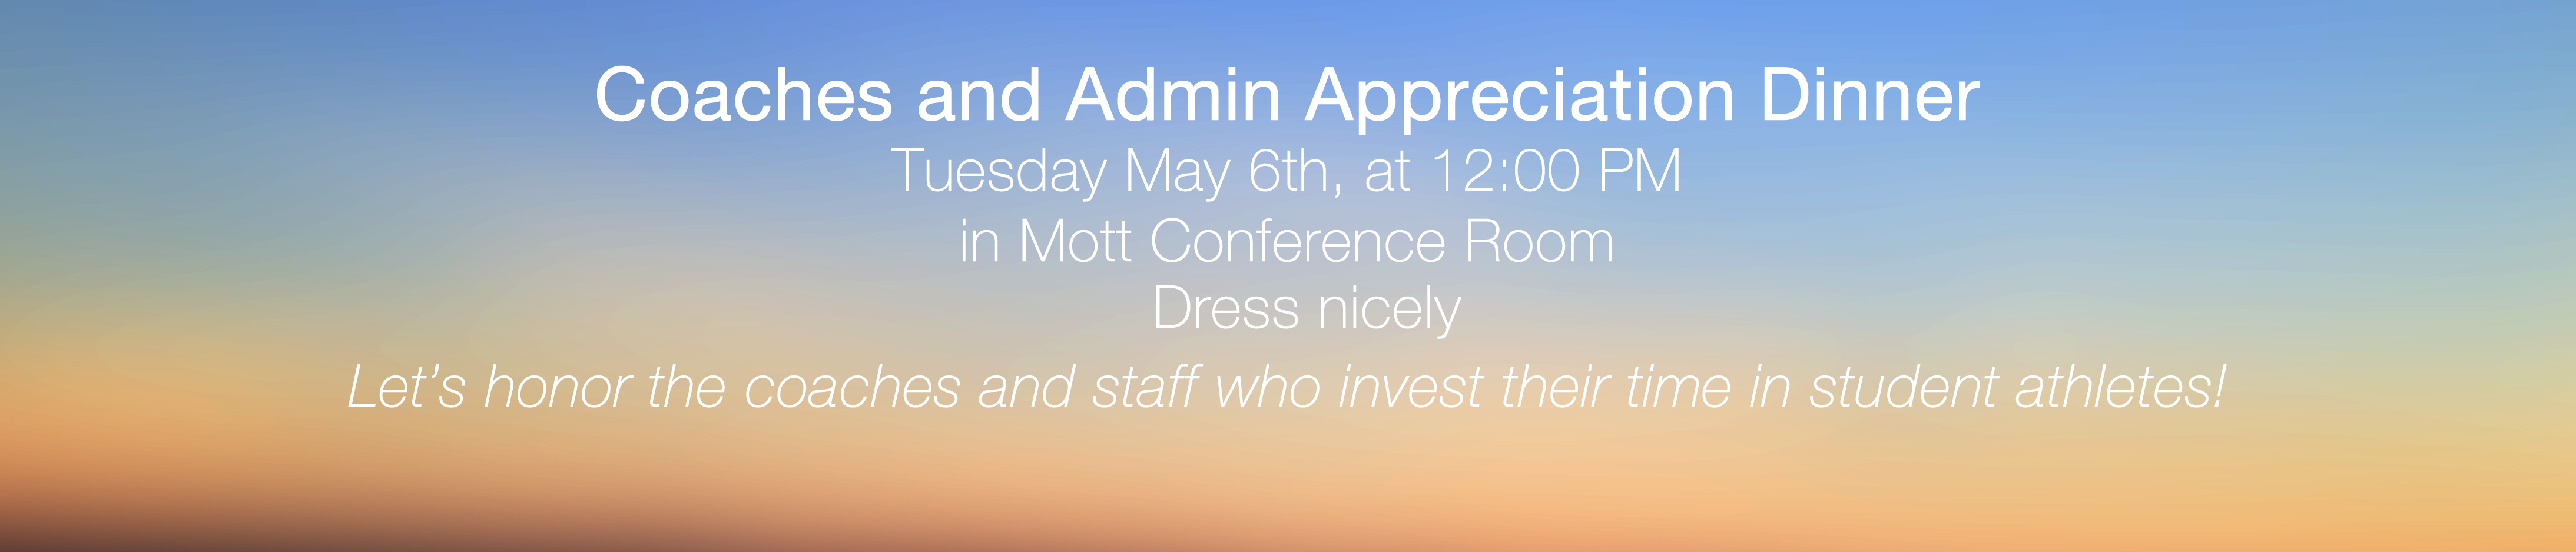 Coaches and Admin Appreciation Dinner
Tuesday May 6th, at 12:00 PM
in Mott Conference Room
Dress nicely
Let’s honor the coaches and staff who invest their time in student athletes!